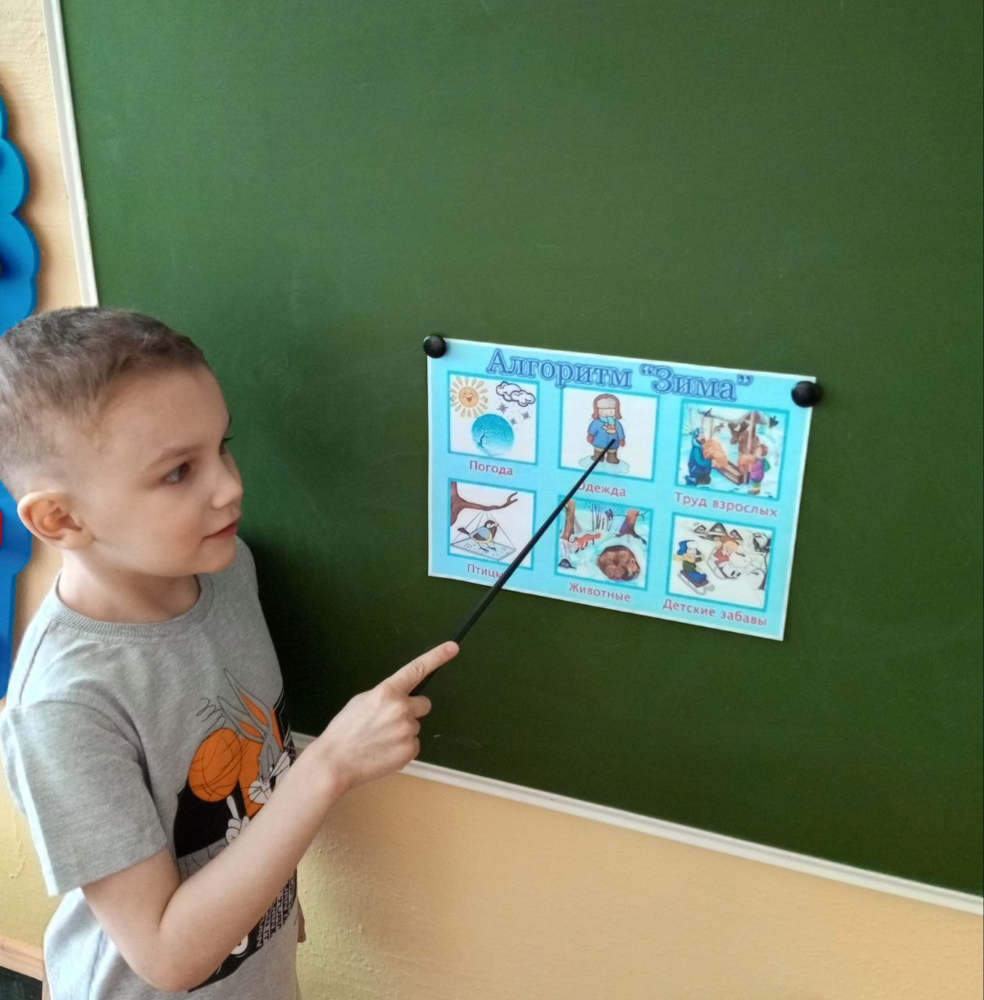 Алгоритм “Зима”
Погода
Одежда
Труд взрослых
Птицы
Животные
Детские забавы